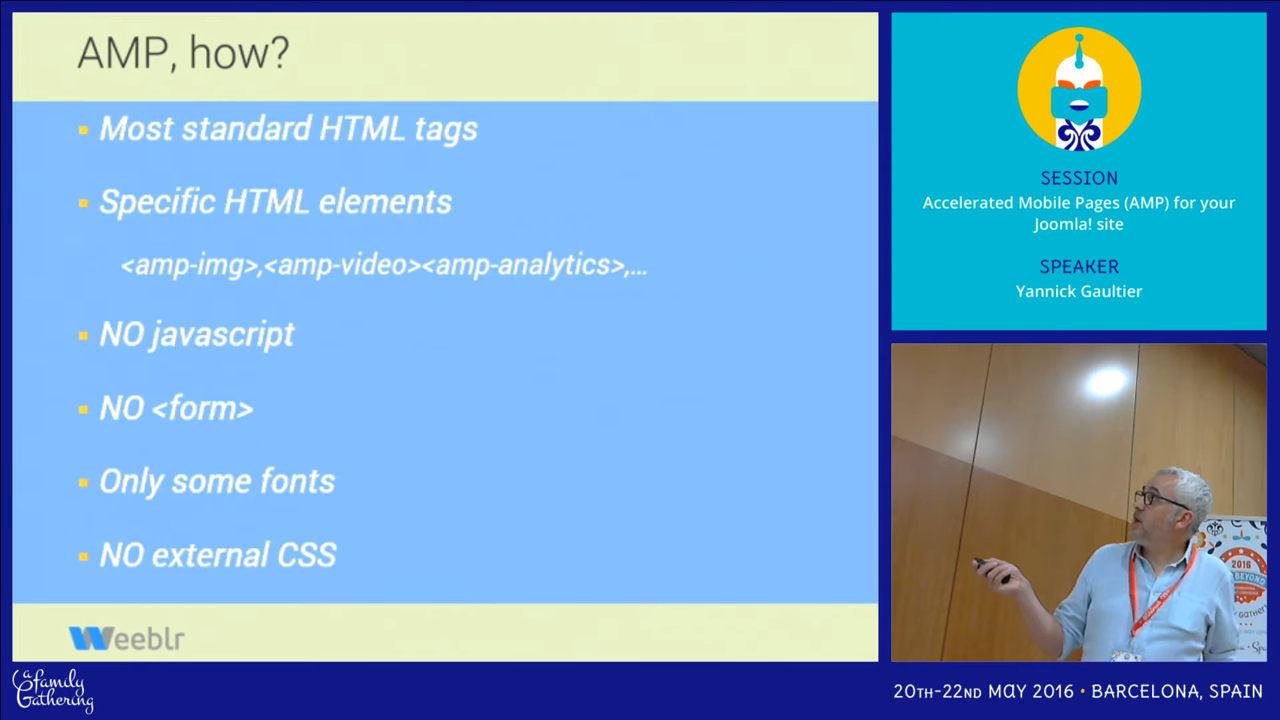 AMP, how?
Most standard HTML tags
Specific HTML elements
<amp-img>,<amp-video><amp-analytics>,...
NO javascript
NO <form>
Only some fonts
NO external CSS
Weeblr
SESSION
Accelerated Mobile Pages (AMP) for your
Joomla! site
SPEAKER
Yannick Gaultier
2016
BEYOND
a Family
Gathering
20TH-22ND MAY 2016 • BARCELONA, SPAIN